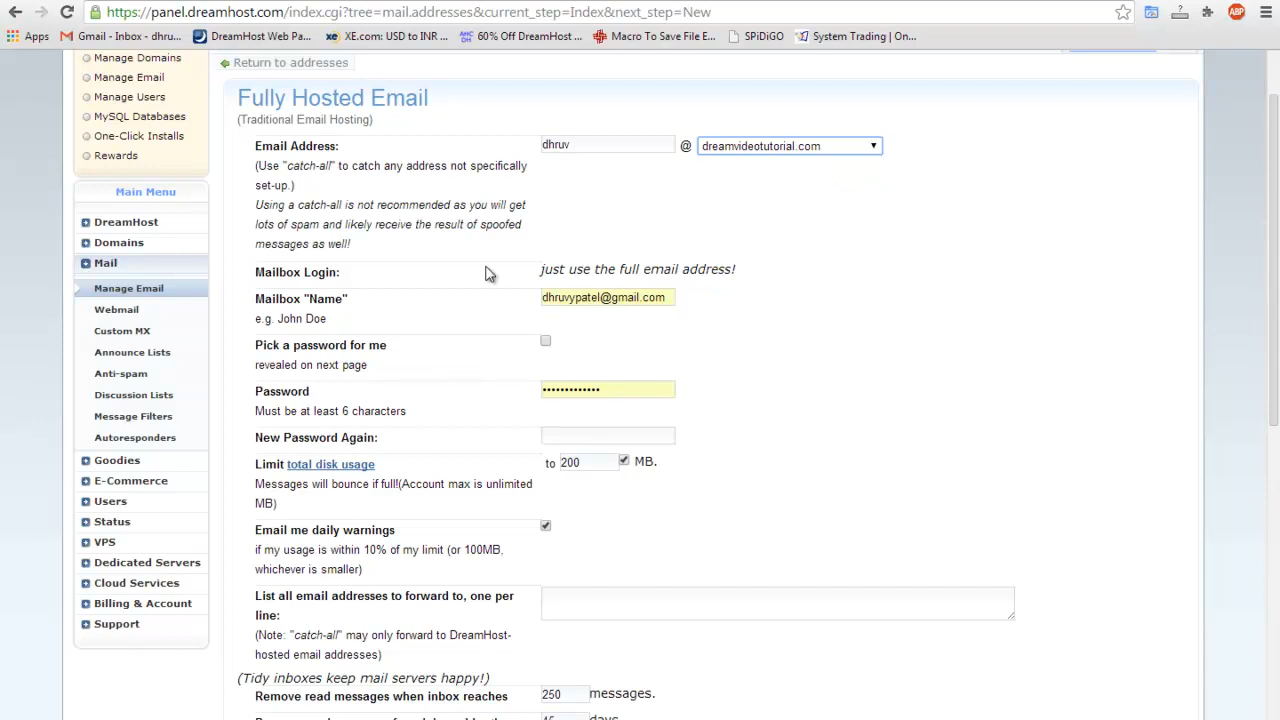 https://panel.dreamhost.com/index.cgi?tree=mail.addresses&current_step=Index&next_step=New
Apps Gmail - Inbox - dhru... DreamHost Web Pa... XE.com: USD to INR ... 60% Off DreamHost ... Macro To Save File E... SPiDiGO System Trading | On...
Manage Domains
Manage Email
Manage Users
MySQL Databases
One-Click Installs
Rewards
Main Menu
DreamHost
Domains
Mail
Manage Email
Webmail
Custom MX
Announce Lists
Anti-spam
Discussion Lists
Message Filters
Autoresponders
Goodies
E-Commerce
Users
Status
VPS
Dedicated Servers
Cloud Services
Billing & Account
Support
Return to addresses
Fully Hosted Email
(Traditional Email Hosting)
Email Address: dhruv @ dreamvideotutorial.com
(Use "catch-all" to catch any address not specifically
set-up.)
Using a catch-all is not recommended as you will get
lots of spam and likely receive the result of spoofed
messages as well!
Mailbox Login: just use the full email address!
Mailbox "Name" dhruvypatel@gmail.com
e.g. John Doe
Pick a password for me
revealed on next page
Password •••••••••••••
Must be at least 6 characters
New Password Again:
Limit total disk usage to 200 MB.
Messages will bounce if full!(Account max is unlimited
MB)
Email me daily warnings
if my usage is within 10% of my limit (or 100MB,
whichever is smaller)
List all email addresses to forward to, one per
line:
(Note: "catch-all" may only forward to DreamHost-
hosted email addresses)
(Tidy inboxes keep mail servers happy!)
Remove read messages when inbox reaches 250 messages.
days